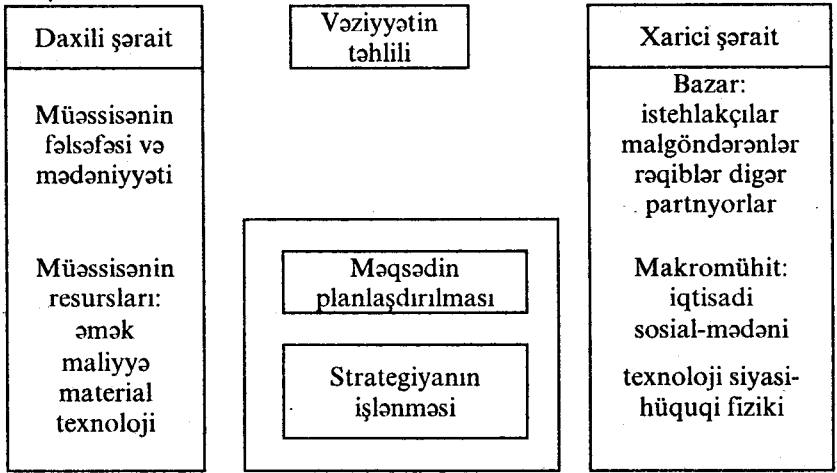 Daxili şərait
Müəssisənin
fəlsəfəsi və
mədəniyyəti
Müəssisənin
resursları:
əmək
maliyyə
material
texnoloji
Vəziyyətin
təhlili
Məqsədin
planlaşdırılması
Strategiyanın
işlənməsi
Xarici şərait
Bazar:
istehlakçılar
malgöndərənlər
rəqiblər digər
partnyorlar
Makromühit:
iqtisadi
sosial-mədəni
texnoloji siyasi-
hüquqi fiziki